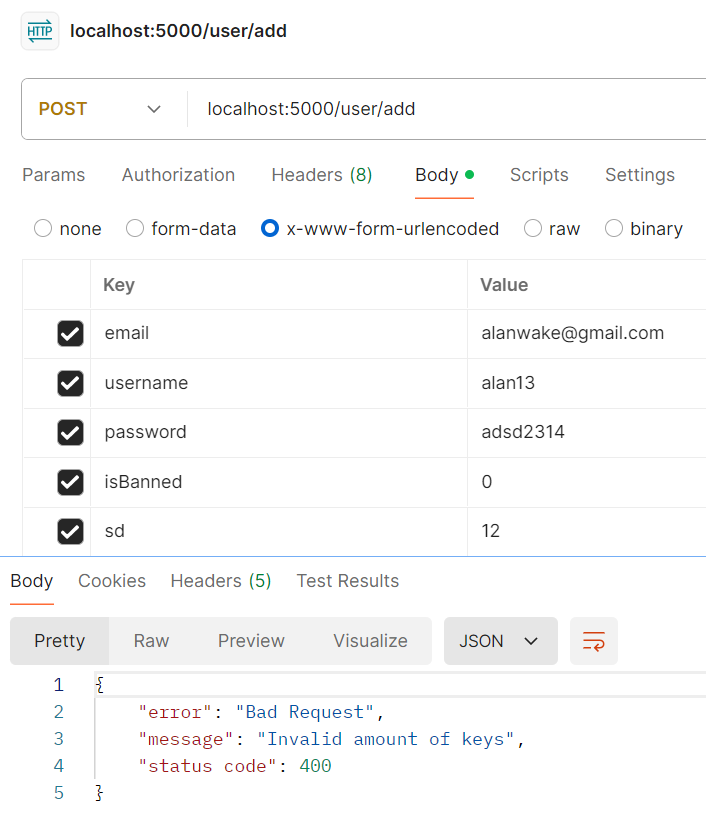 HTTP localhost:5000/user/add
POST localhost:5000/user/add
Params Authorization Headers (8) Body Scripts Settings
none form-data x-www-form-urlencoded raw binary
Key Value
email alanwake@gmail.com
username alan13
password adsd2314
isBanned 0
sd 12
Body Cookies Headers (5) Test Results
Pretty Raw Preview Visualize JSON
1 {
2 "error": "Bad Request",
3 "message": "Invalid amount of keys",
4 "status code": 400
5 }